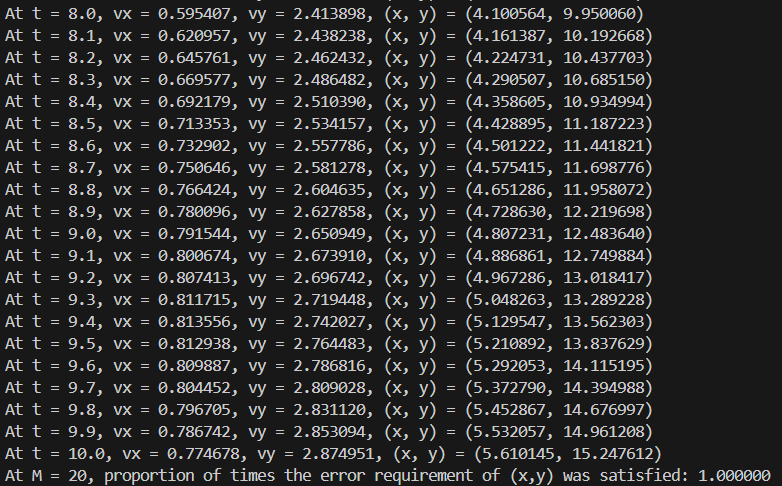 At t = 8.0, vx = 0.595407, vy = 2.413898, (x, y) = (4.100564, 9.950060)
At t = 8.1, vx = 0.620957, vy = 2.438238, (x, y) = (4.161387, 10.192668)
At t = 8.2, vx = 0.645761, vy = 2.462432, (x, y) = (4.224731, 10.437703)
At t = 8.3, vx = 0.669577, vy = 2.486482, (x, y) = (4.290507, 10.685150)
At t = 8.4, vx = 0.692179, vy = 2.510390, (x, y) = (4.358605, 10.934994)
At t = 8.5, vx = 0.713353, vy = 2.534157, (x, y) = (4.428895, 11.187223)
At t = 8.6, vx = 0.732902, vy = 2.557786, (x, y) = (4.501222, 11.441821)
At t = 8.7, vx = 0.750646, vy = 2.581278, (x, y) = (4.575415, 11.698776)
At t = 8.8, vx = 0.766424, vy = 2.604635, (x, y) = (4.651286, 11.958072)
At t = 8.9, vx = 0.780096, vy = 2.627858, (x, y) = (4.728630, 12.219698)
At t = 9.0, vx = 0.791544, vy = 2.650949, (x, y) = (4.807231, 12.483640)
At t = 9.1, vx = 0.800674, vy = 2.673910, (x, y) = (4.886861, 12.749884)
At t = 9.2, vx = 0.807413, vy = 2.696742, (x, y) = (4.967286, 13.018417)
At t = 9.3, vx = 0.811715, vy = 2.719448, (x, y) = (5.048263, 13.289228)
At t = 9.4, vx = 0.813556, vy = 2.742027, (x, y) = (5.129547, 13.562303)
At t = 9.5, vx = 0.812938, vy = 2.764483, (x, y) = (5.210892, 13.837629)
At t = 9.6, vx = 0.809887, vy = 2.786816, (x, y) = (5.292053, 14.115195)
At t = 9.7, vx = 0.804452, vy = 2.809028, (x, y) = (5.372790, 14.394988)
At t = 9.8, vx = 0.796705, vy = 2.831120, (x, y) = (5.452867, 14.676997)
At t = 9.9, vx = 0.786742, vy = 2.853094, (x, y) = (5.532057, 14.961208)
At t = 10.0, vx = 0.774678, vy = 2.874951, (x, y) = (5.610145, 15.247612)
At M = 20, proportion of times the error requirement of (x,y) was satisfied: 1.000000